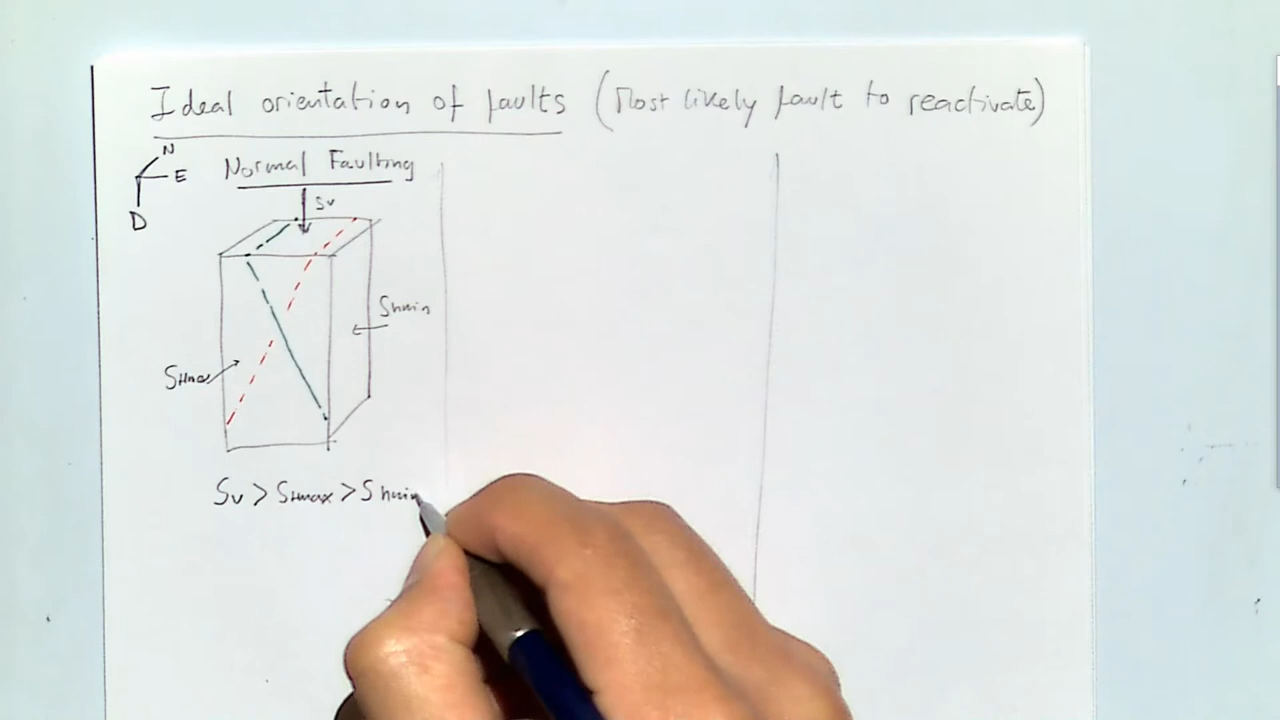 Ideal orientation of faults (Most likely fault to reactivate)
N
E
D
Normal Faulting
Sv
Shmin
SHmax
Sv > SHmax > Shmin